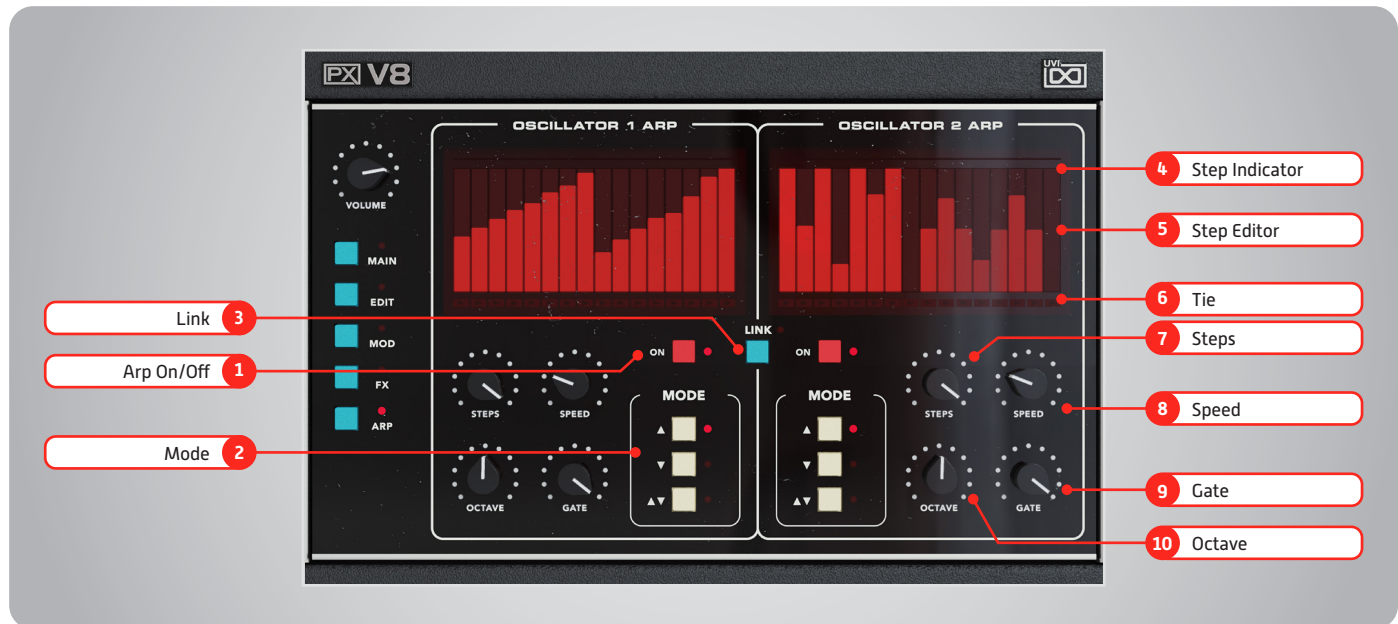 PX V8
UVI
OSCILLATOR 1 ARP
OSCILLATOR 2 ARP
VOLUME
MAIN
EDIT
MOD
FX
ARP
LINK
ON
ON
STEPS
SPEED
OCTAVE
GATE
MODE
▲
▼
▲▼
MODE
▲
▼
▲▼
STEPS
SPEED
OCTAVE
GATE
Link 3
Arp On/Off 1
Mode 2
4 Step Indicator
5 Step Editor
6 Tie
7 Steps
8 Speed
9 Gate
10 Octave